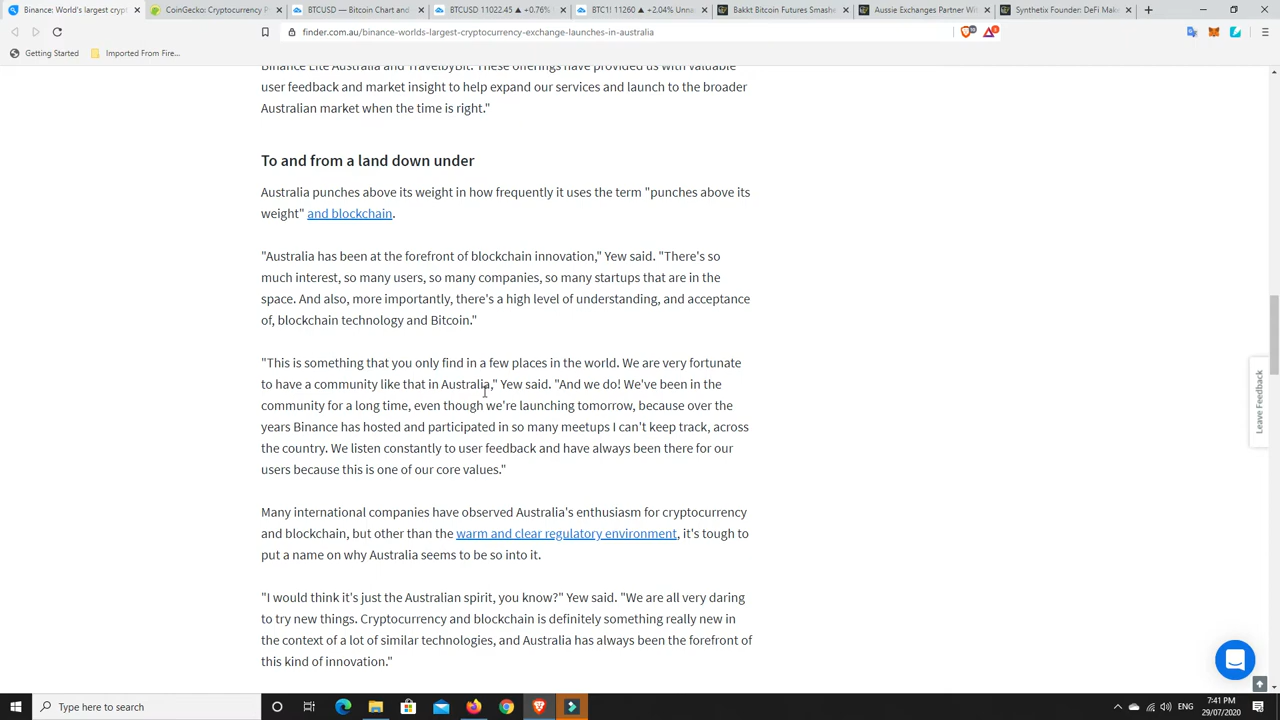 Binance: World's largest crypt
CoinGecko: Cryptocurrency P
BTCUSD — Bitcoin Chart and
BTCUSD 11022.45 ▲ +0.76%
BTC1! 11260 ▲ +2.04% Unna
Bakkt Bitcoin Futures Smashe
Aussie Exchanges Partner Wit
Synthetix Founder: DeFi Make
finder.com.au/binance-worlds-largest-cryptocurrency-exchange-launches-in-australia
Getting Started
Imported From Fire...
Binance Lite Australia and TravelbyBit. These offerings have provided us with valuable
user feedback and market insight to help expand our services and launch to the broader
Australian market when the time is right."
To and from a land down under
Australia punches above its weight in how frequently it uses the term "punches above its
weight" and blockchain.
"Australia has been at the forefront of blockchain innovation," Yew said. "There's so
much interest, so many users, so many companies, so many startups that are in the
space. And also, more importantly, there's a high level of understanding, and acceptance
of, blockchain technology and Bitcoin."
"This is something that you only find in a few places in the world. We are very fortunate
to have a community like that in Australia," Yew said. "And we do! We've been in the
community for a long time, even though we're launching tomorrow, because over the
years Binance has hosted and participated in so many meetups I can't keep track, across
the country. We listen constantly to user feedback and have always been there for our
users because this is one of our core values."
Many international companies have observed Australia's enthusiasm for cryptocurrency
and blockchain, but other than the warm and clear regulatory environment, it's tough to
put a name on why Australia seems to be so into it.
"I would think it's just the Australian spirit, you know?" Yew said. "We are all very daring
to try new things. Cryptocurrency and blockchain is definitely something really new in
the context of a lot of similar technologies, and Australia has always been the forefront of
this kind of innovation."
Leave Feedback
Type here to search
ENG
7:41 PM
29/07/2020